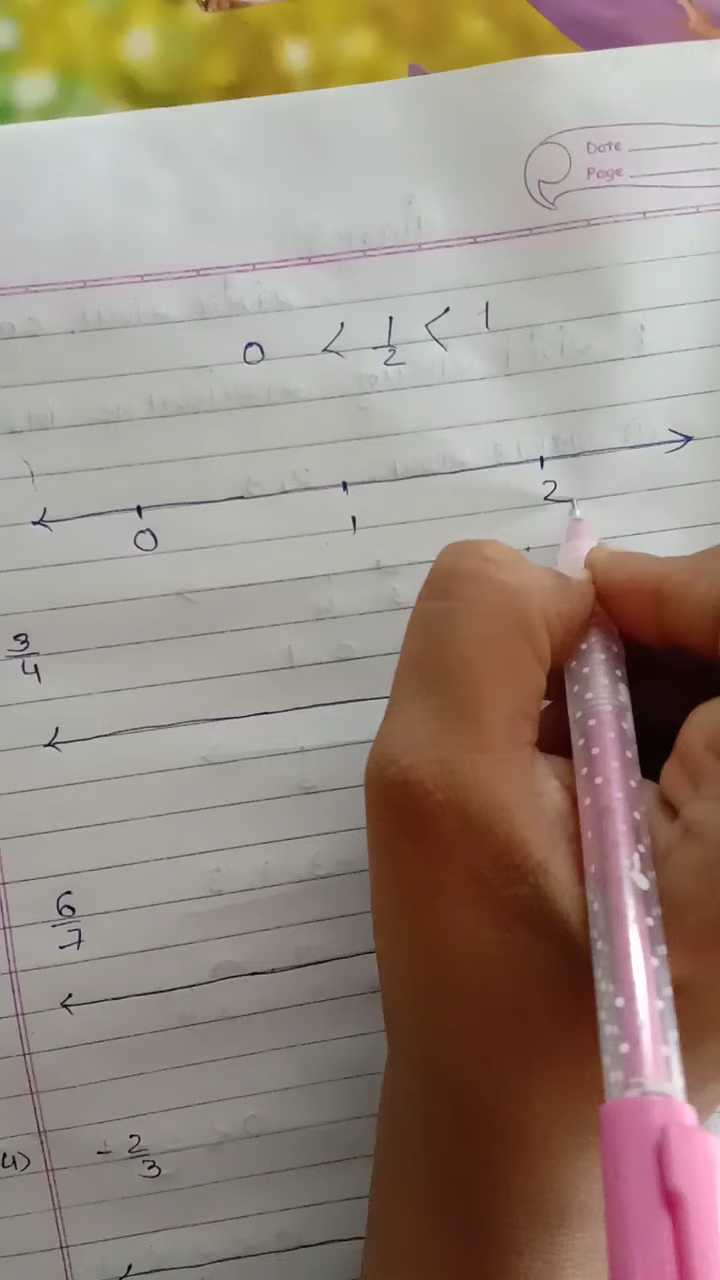 Date
Page
0 < 1/2 < 1
0 1 2
3/4
6/7
4) - 2/3